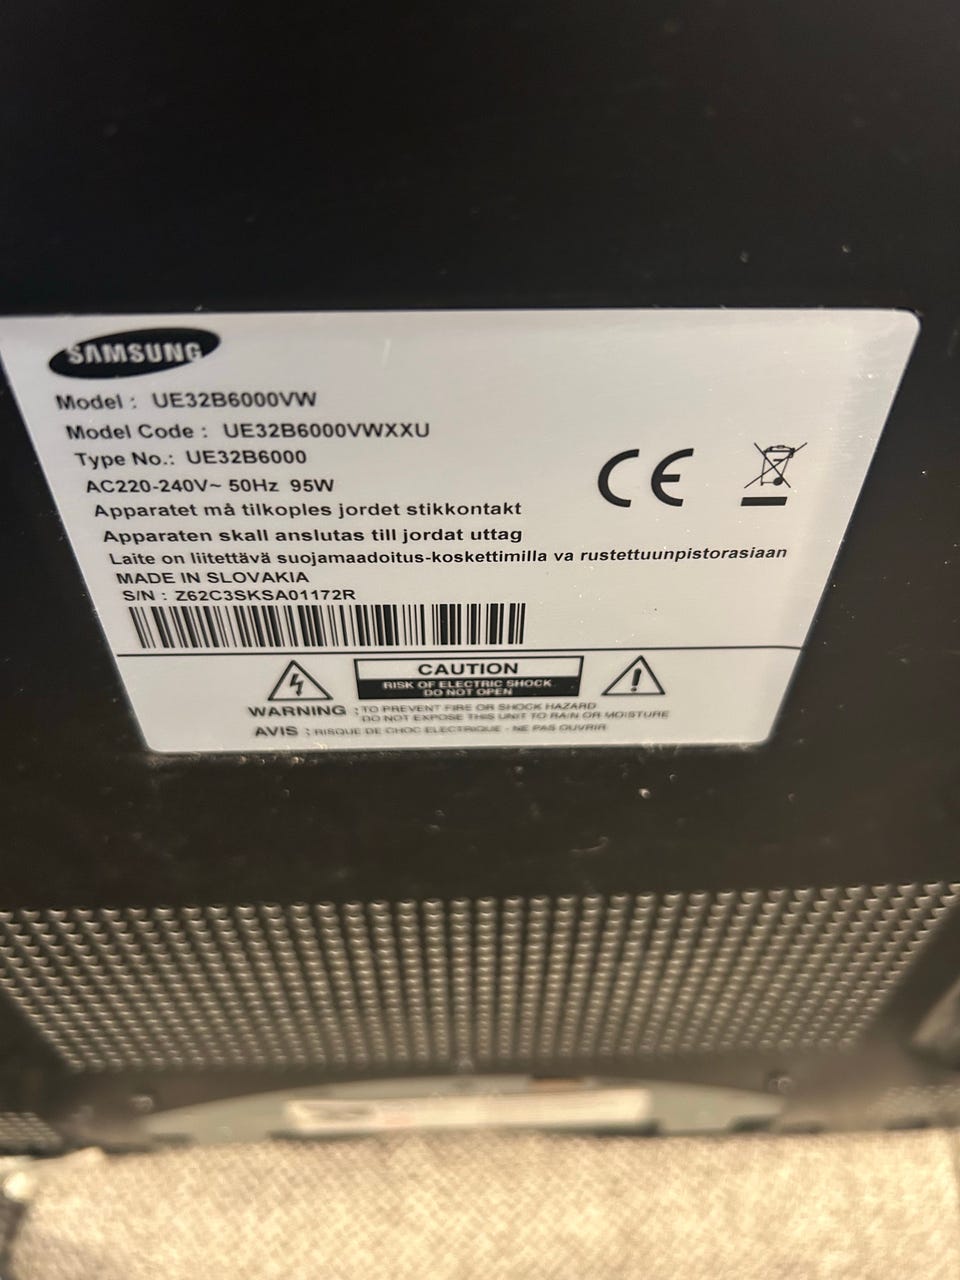 SAMSUNG
Model : UE32B6000VW
Model Code : UE32B6000VWXXU
Type No.: UE32B6000
AC220-240V~ 50Hz 95W
Apparatet må tilkoples jordet stikkontakt
Apparaten skall anslutas till jordat uttag
Laite on liitettävä suojamaadoitus-koskettimilla va rustettuunpistorasiaan
MADE IN SLOVAKIA
S/N : Z62C3SKSA01172R
CE
CAUTION
RISK OF ELECTRIC SHOCK
DO NOT OPEN
WARNING : TO PREVENT FIRE OR SHOCK HAZARD
DO NOT EXPOSE THIS UNIT TO RAIN OR MOISTURE
AVIS : RISQUE DE CHOC ELECTRIQUE - NE PAS OUVRIR